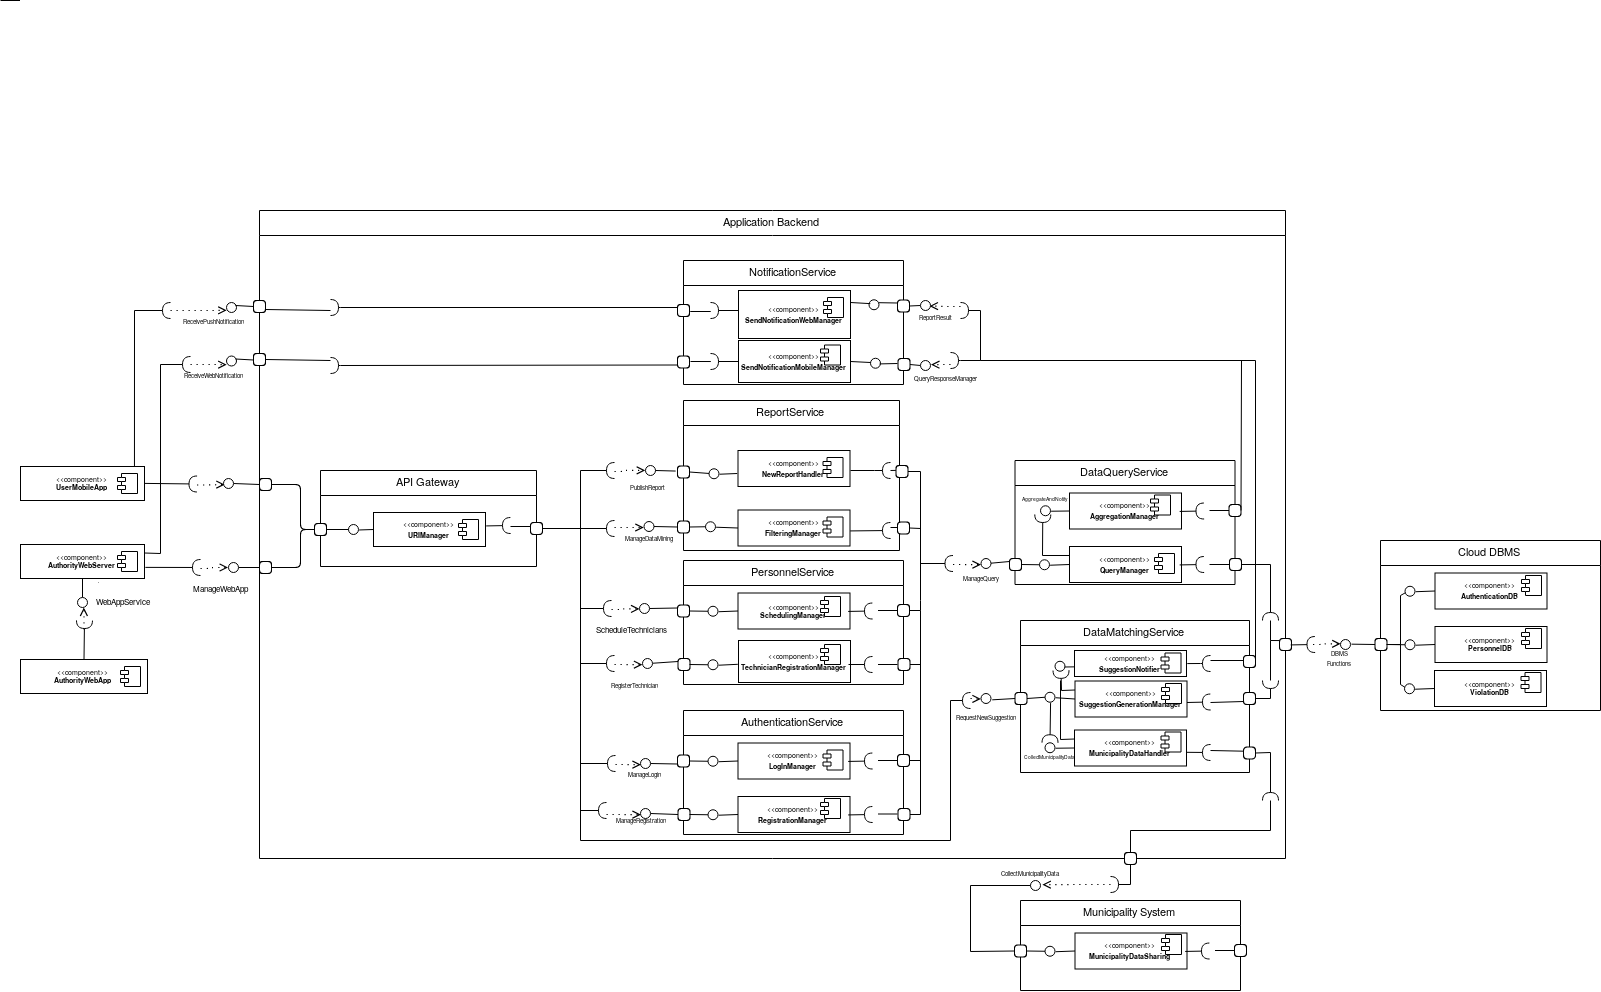 Application Backend
NotificationService
<<component>>
SendNotificationWebManager
ReceivePushNotification
ReportResult
<<component>>
SendNotificationMobileManager
ReceiveWebNotification
QueryResponseManager
ReportService
<<component>>
NewReportHandler
PublishReport
<<component>>
FilteringManager
ManageDataMining
API Gateway
<<component>>
URIManager
<<component>>
UserMobileApp
<<component>>
AuthorityWebServer
ManageWebApp
WebAppService
<<component>>
AuthorityWebApp
PersonnelService
<<component>>
SchedulingManager
ScheduleTechnicians
<<component>>
TechnicianRegistrationManager
RegisterTechnician
AuthenticationService
<<component>>
LogInManager
ManageLogin
<<component>>
RegistrationManager
ManageRegistration
DataQueryService
AggregateAndNotify
<<component>>
AggregationManager
<<component>>
QueryManager
ManageQuery
DataMatchingService
<<component>>
SuggestionNotifier
<<component>>
SuggestionGenerationManager
RequestNewSuggestion
<<component>>
MunicipalityDataHandler
CollectMunicipalityData
Cloud DBMS
<<component>>
AuthenticationDB
<<component>>
PersonnelDB
<<component>>
ViolationDB
DBMS
Functions
CollectMunicipalityData
Municipality System
<<component>>
MunicipalityDataSharing